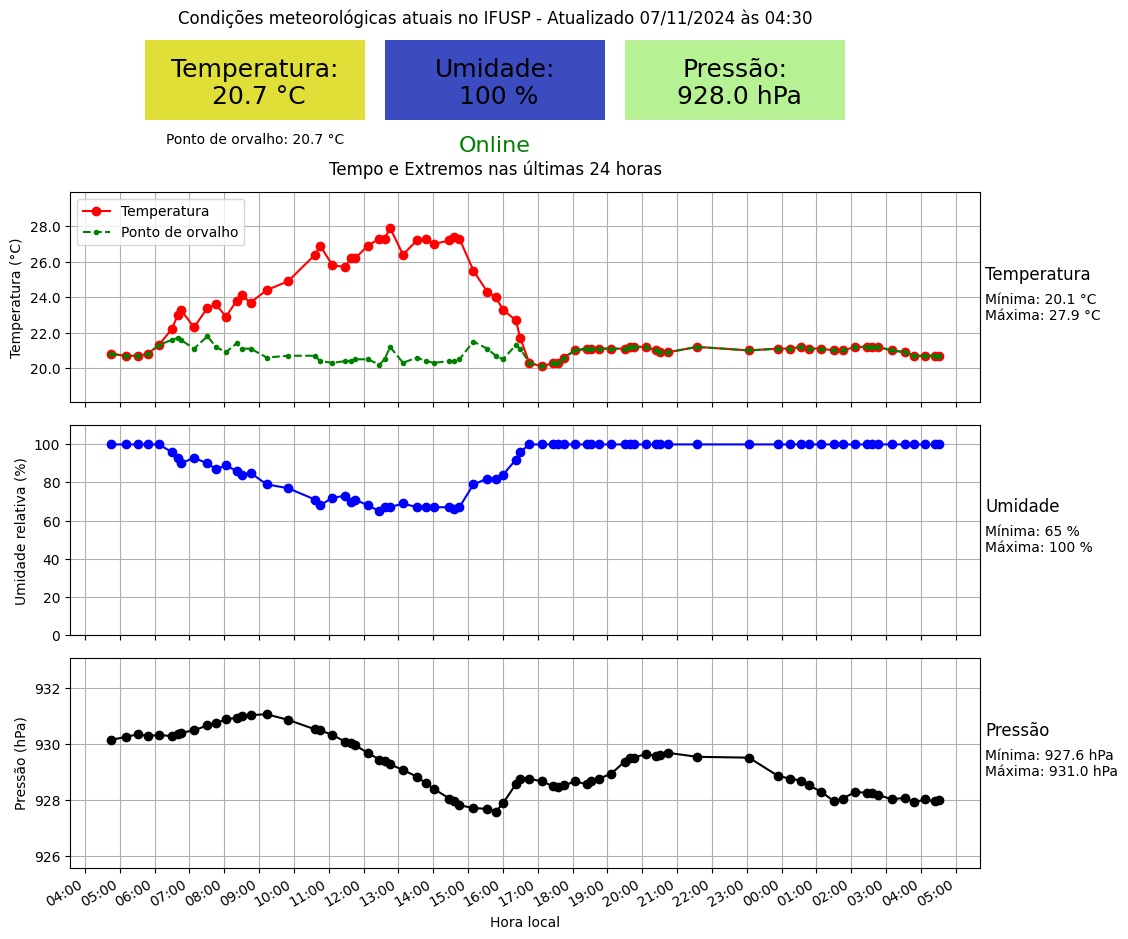 Condições meteorológicas atuais no IFUSP - Atualizado 07/11/2024 às 04:30
Temperatura:
20.7 °C
Umidade:
100 %
Pressão:
928.0 hPa
Ponto de orvalho: 20.7 °C
Online
Tempo e Extremos nas últimas 24 horas
Temperatura (°C)
28.0
26.0
24.0
22.0
20.0
Temperatura
Ponto de orvalho
Temperatura
Mínima: 20.1 °C
Máxima: 27.9 °C
Umidade relativa (%)
100
80
60
40
20
0
Umidade
Mínima: 65 %
Máxima: 100 %
Pressão (hPa)
932
930
928
926
Pressão
Mínima: 927.6 hPa
Máxima: 931.0 hPa
04:00 05:00 06:00 07:00 08:00 09:00 10:00 11:00 12:00 13:00 14:00 15:00 16:00 17:00 18:00 19:00 20:00 21:00 22:00 23:00 00:00 01:00 02:00 03:00 04:00 05:00
Hora local